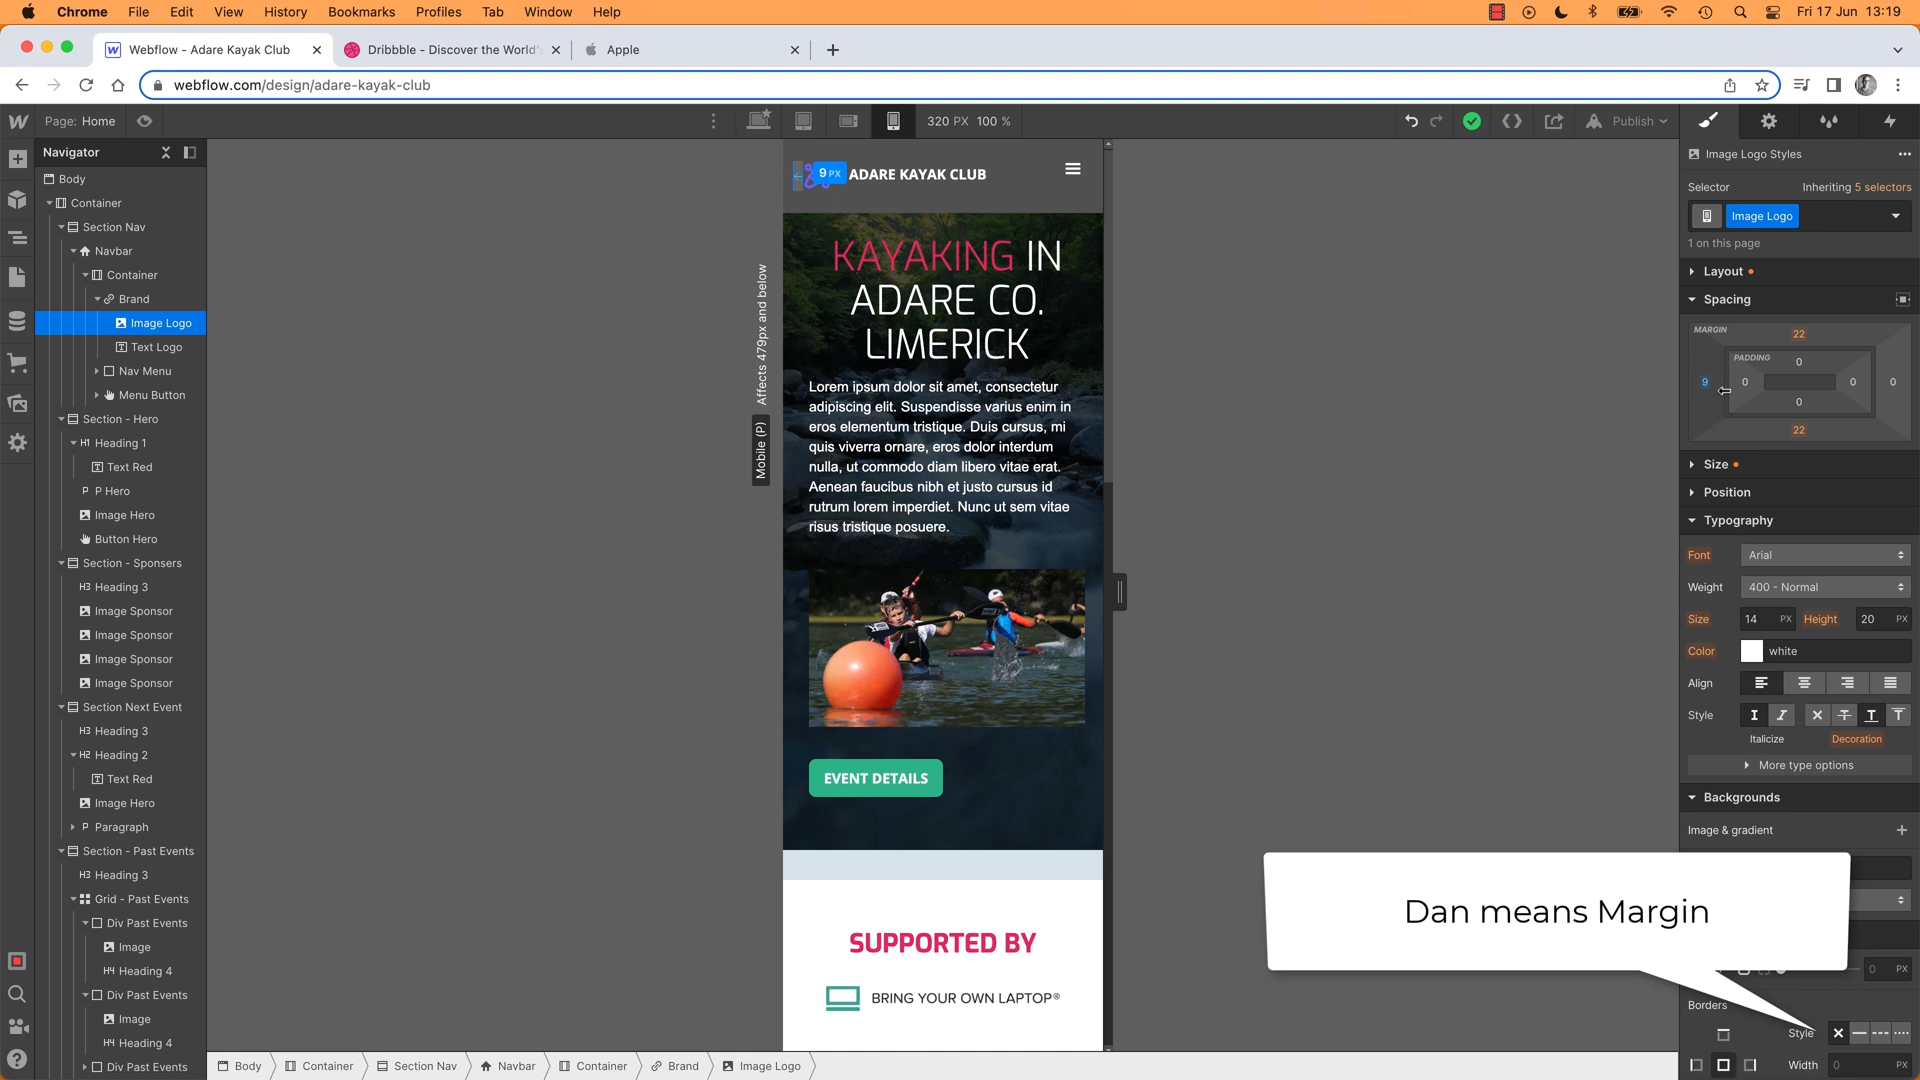 Chrome File Edit View History Bookmarks Profiles Tab Window Help Fri 17 Jun 13:19
Webflow - Adare Kayak Club Dribbble - Discover the World' Apple
webflow.com/design/adare-kayak-club
Page: Home 320 PX 100 % Publish
Navigator
Body
Container
Section Nav
Navbar
Container
Brand
Image Logo
Text Logo
Nav Menu
Menu Button
Section - Hero
H1 Heading 1
Text Red
P P Hero
Image Hero
Button Hero
Section - Sponsers
H3 Heading 3
Image Sponsor
Image Sponsor
Image Sponsor
Image Sponsor
Section Next Event
H3 Heading 3
H2 Heading 2
Text Red
Image Hero
P Paragraph
Section - Past Events
H3 Heading 3
Grid - Past Events
Div Past Events
Image
H4 Heading 4
Div Past Events
Image
H4 Heading 4
Div Past Events
Affects 479px and below
Mobile (P)
9 PX ADARE KAYAK CLUB
KAYAKING IN
ADARE CO.
LIMERICK
Lorem ipsum dolor sit amet, consectetur
adipiscing elit. Suspendisse varius enim in
eros elementum tristique. Duis cursus, mi
quis viverra ornare, eros dolor interdum
nulla, ut commodo diam libero vitae erat.
Aenean faucibus nibh et justo cursus id
rutrum lorem imperdiet. Nunc ut sem vitae
risus tristique posuere.
EVENT DETAILS
SUPPORTED BY
BRING YOUR OWN LAPTOP®
Body Container Section Nav Navbar Container Brand Image Logo
Image Logo Styles
Selector Inheriting 5 selectors
Image Logo
1 on this page
Layout
Spacing
MARGIN 22
PADDING 0
9 0 0 0
0
22
Size
Position
Typography
Font Arial
Weight 400 - Normal
Size 14 PX Height 20 PX
Color white
Align
Style
Italicize Decoration
More type options
Backgrounds
Image & gradient
Dan means Margin
0 PX
Borders
Style
Width 0 PX